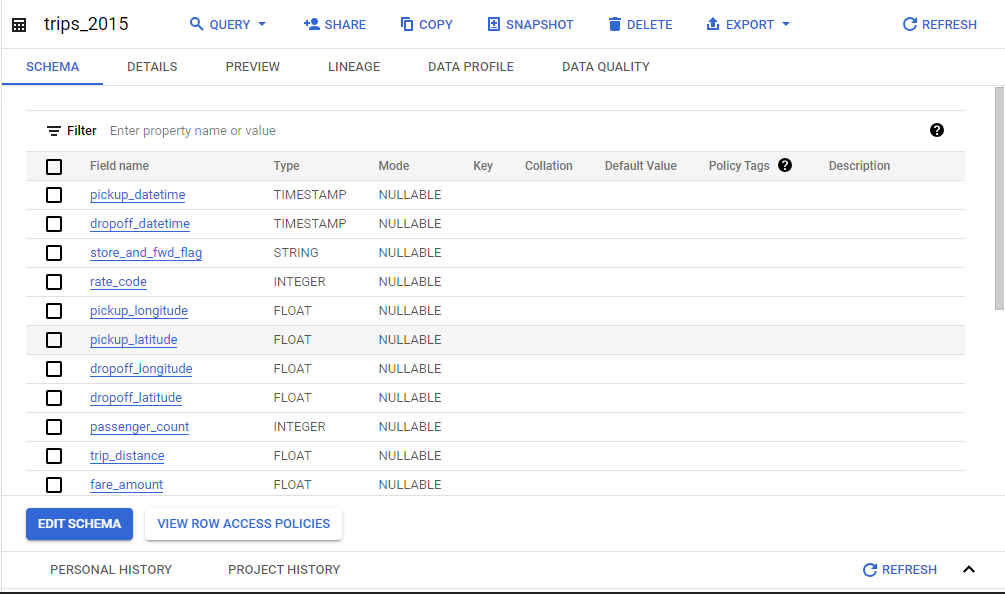 trips_2015 QUERY SHARE COPY SNAPSHOT DELETE EXPORT REFRESH
SCHEMA DETAILS PREVIEW LINEAGE DATA PROFILE DATA QUALITY
Filter Enter property name or value ?
Field name Type Mode Key Collation Default Value Policy Tags ? Description
pickup_datetime TIMESTAMP NULLABLE
dropoff_datetime TIMESTAMP NULLABLE
store_and_fwd_flag STRING NULLABLE
rate_code INTEGER NULLABLE
pickup_longitude FLOAT NULLABLE
pickup_latitude FLOAT NULLABLE
dropoff_longitude FLOAT NULLABLE
dropoff_latitude FLOAT NULLABLE
passenger_count INTEGER NULLABLE
trip_distance FLOAT NULLABLE
fare_amount FLOAT NULLABLE
EDIT SCHEMA VIEW ROW ACCESS POLICIES
PERSONAL HISTORY PROJECT HISTORY REFRESH